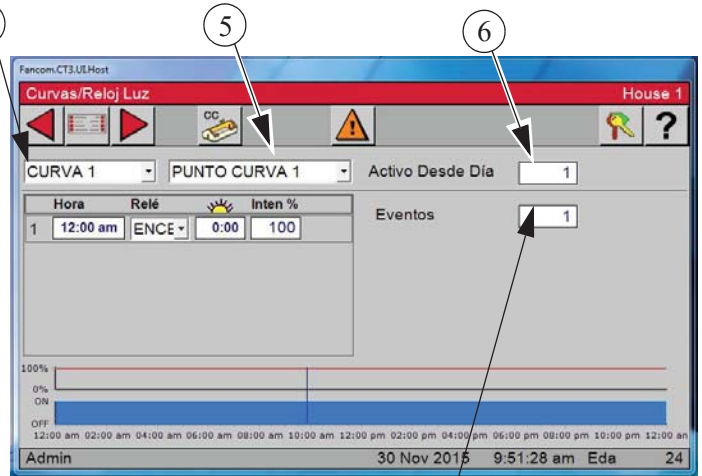 5
6
Fancom.CT3.UI.Host
Curvas/Reloj Luz House 1
CC
?
CURVA 1 PUNTO CURVA 1 Activo Desde Día 1
Hora Relé Inten %
1 12:00 am ENCE 0:00 100
Eventos 1
100%
0%
ON
OFF
12:00 am 02:00 am 04:00 am 06:00 am 08:00 am 10:00 am 12:00 pm 02:00 pm 04:00 pm 06:00 pm 08:00 pm 10:00 pm 12:00 an
Admin 30 Nov 2015 9:51:28 am Eda 24